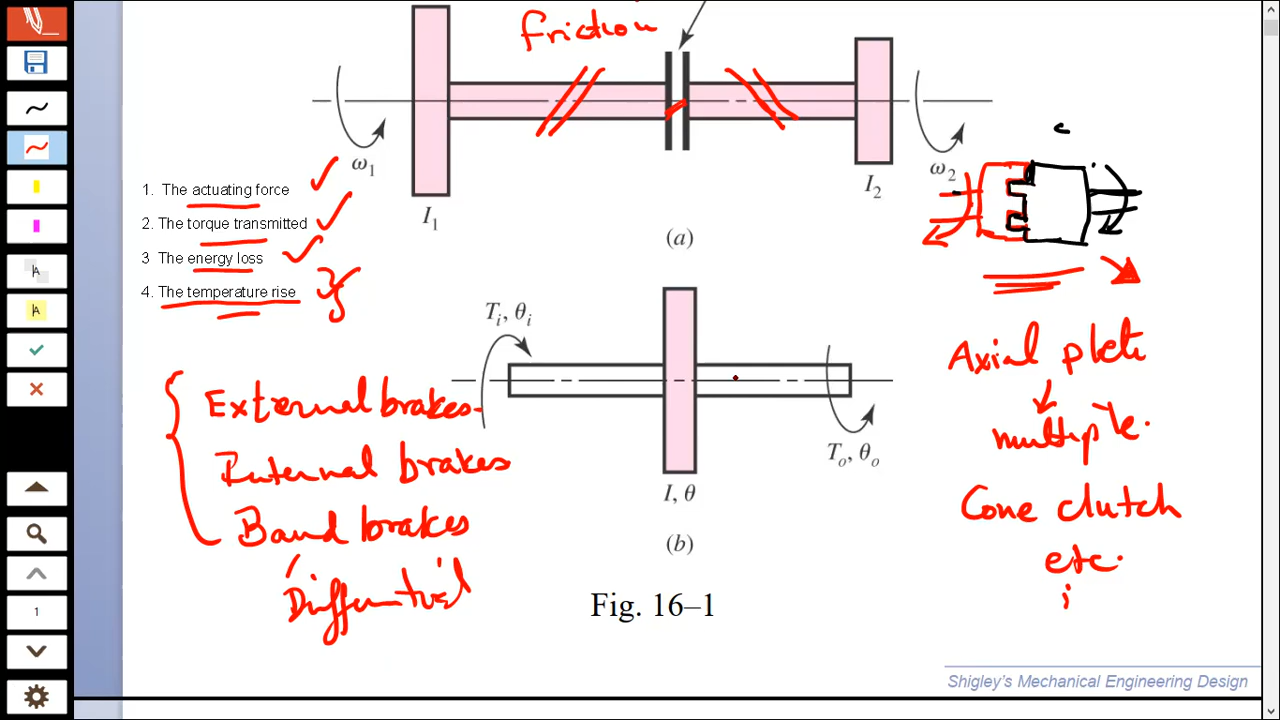 friction
ω₁
ω₂
1. The actuating force
2. The torque transmitted
3 The energy loss
4. The temperature rise
I₁
I₂
(a)
Tᵢ, θᵢ
Axial plate
multiple.
External brakes
Internal brakes
Band brakes
Differential
Tₒ, θₒ
I, θ
(b)
Cone clutch
etc.
Fig. 16–1
Shigley's Mechanical Engineering Design
A
A
1